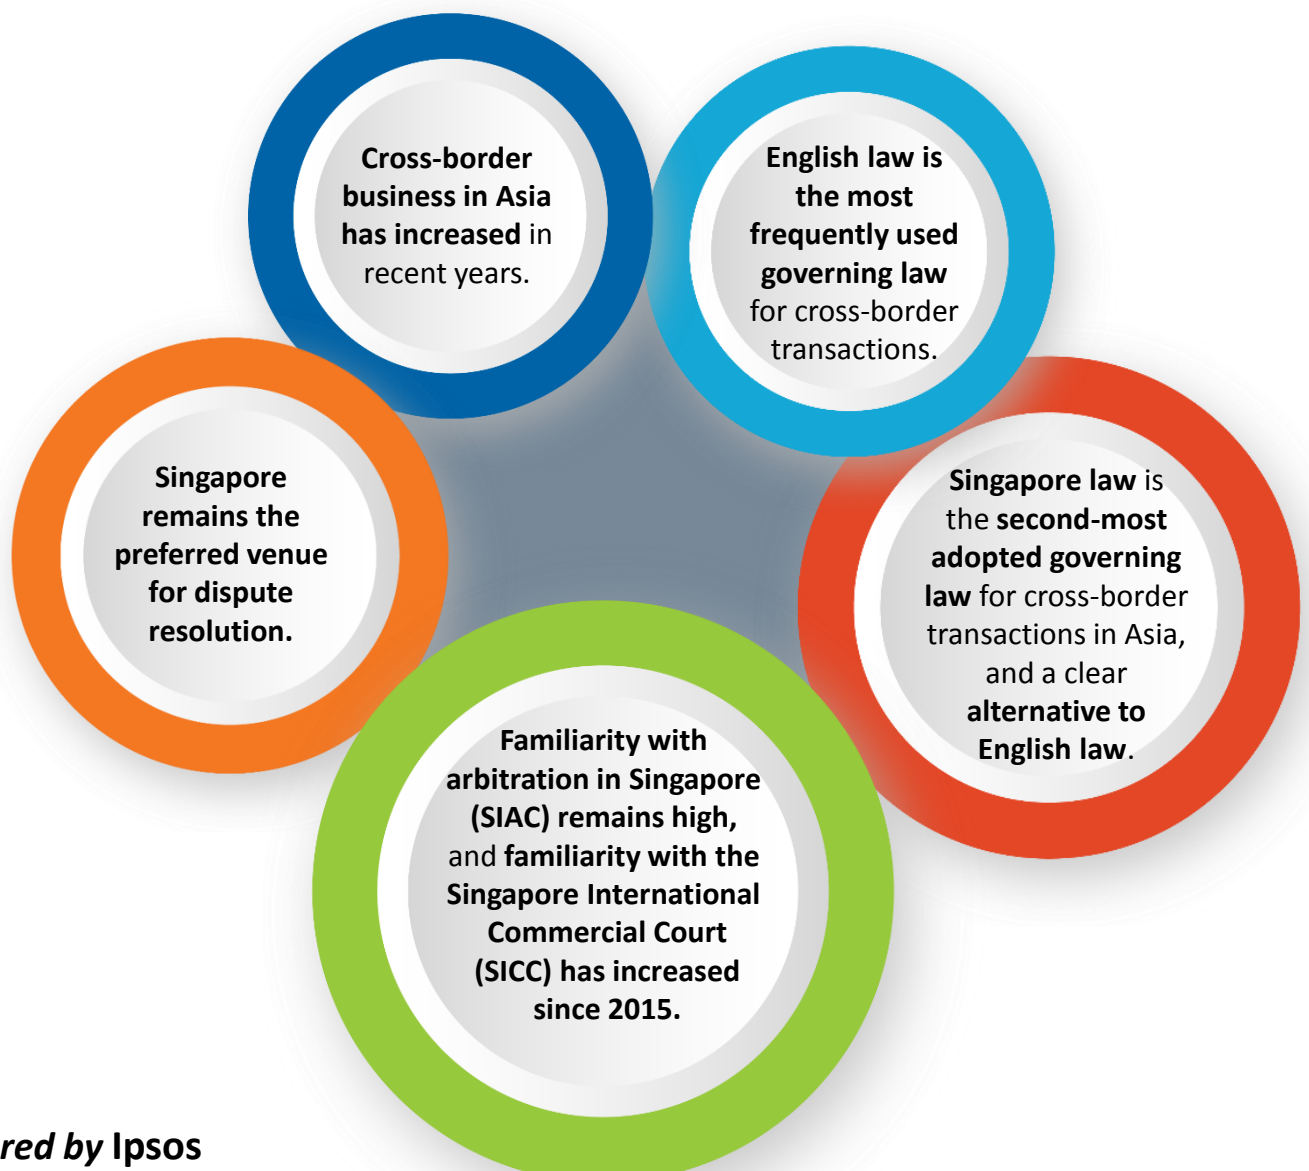 Cross-border
business in Asia
has increased in
recent years.
English law is
the most
frequently used
governing law
for cross-border
transactions.
Singapore
remains the
preferred venue
for dispute
resolution.
Singapore law is
the second-most
adopted governing
law for cross-border
transactions in Asia,
and a clear
alternative to
English law.
Familiarity with
arbitration in Singapore
(SIAC) remains high,
and familiarity with the
Singapore International
Commercial Court
(SICC) has increased
since 2015.
red by Ipsos